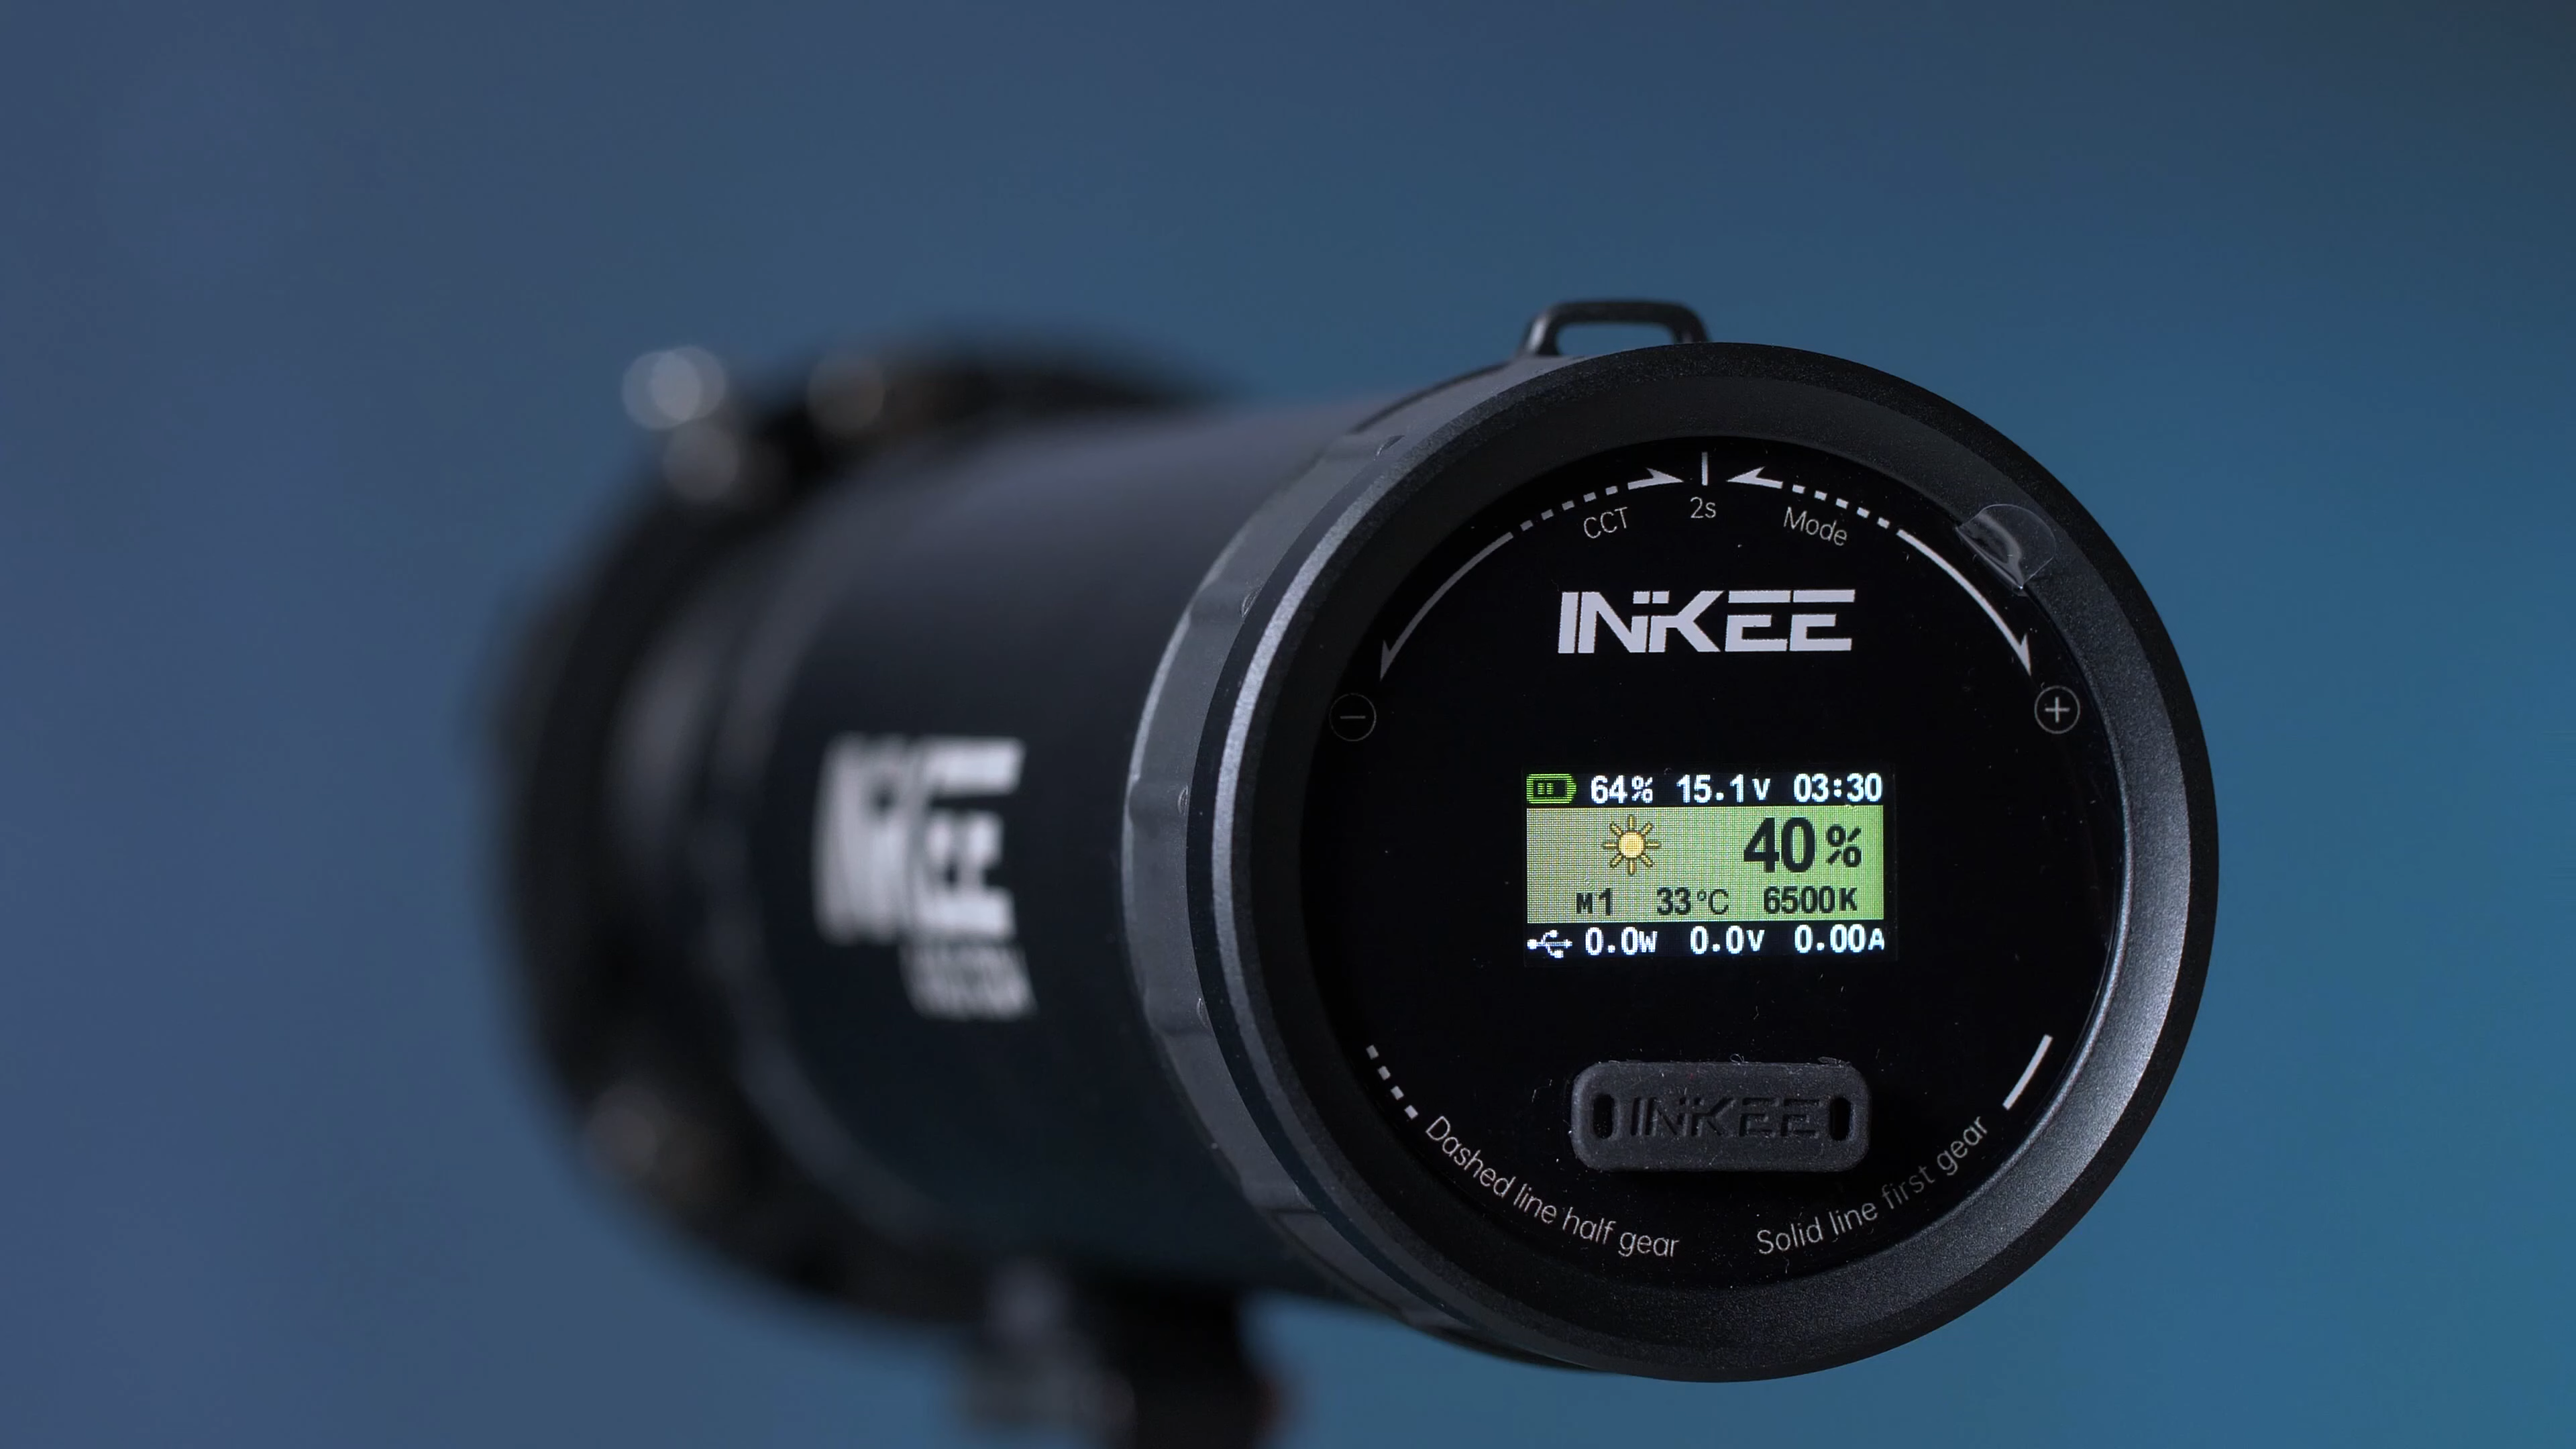 CCT 2s Mode
INKEE
64% 15.1V 03:30
40%
M1 33°C 6500K
0.0W 0.0V 0.00A
INKEE
Dashed line half gear
Solid line first gear
INKEE